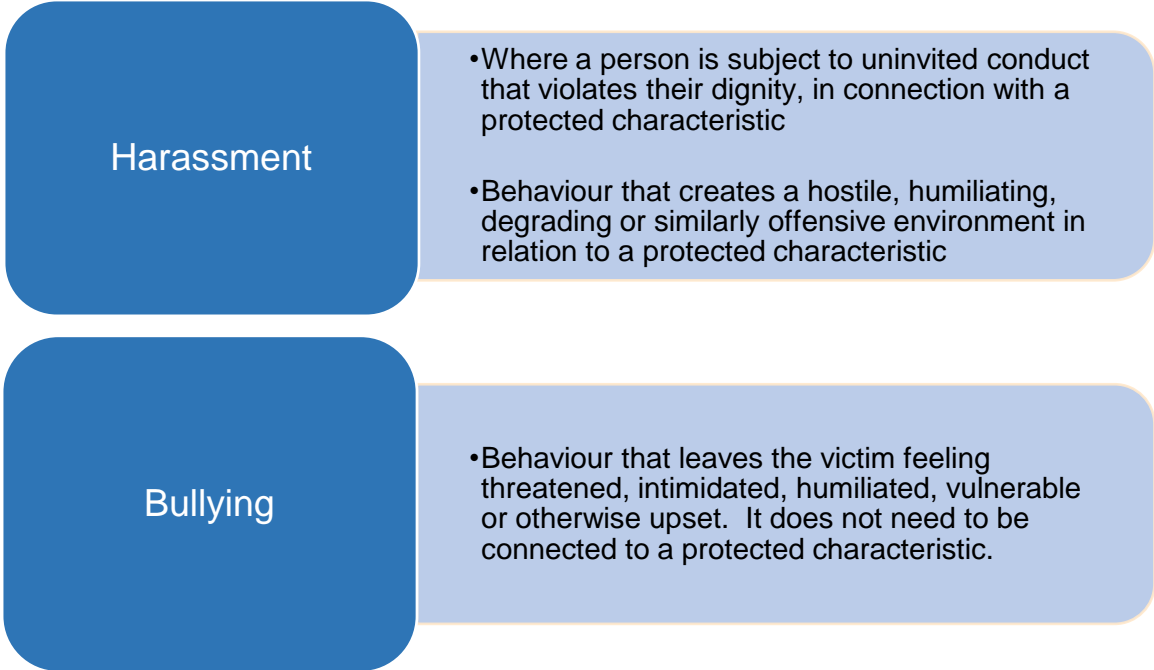 Harassment
•Where a person is subject to uninvited conduct
that violates their dignity, in connection with a
protected characteristic
•Behaviour that creates a hostile, humiliating,
degrading or similarly offensive environment in
relation to a protected characteristic
Bullying
•Behaviour that leaves the victim feeling
threatened, intimidated, humiliated, vulnerable
or otherwise upset.  It does not need to be
connected to a protected characteristic.